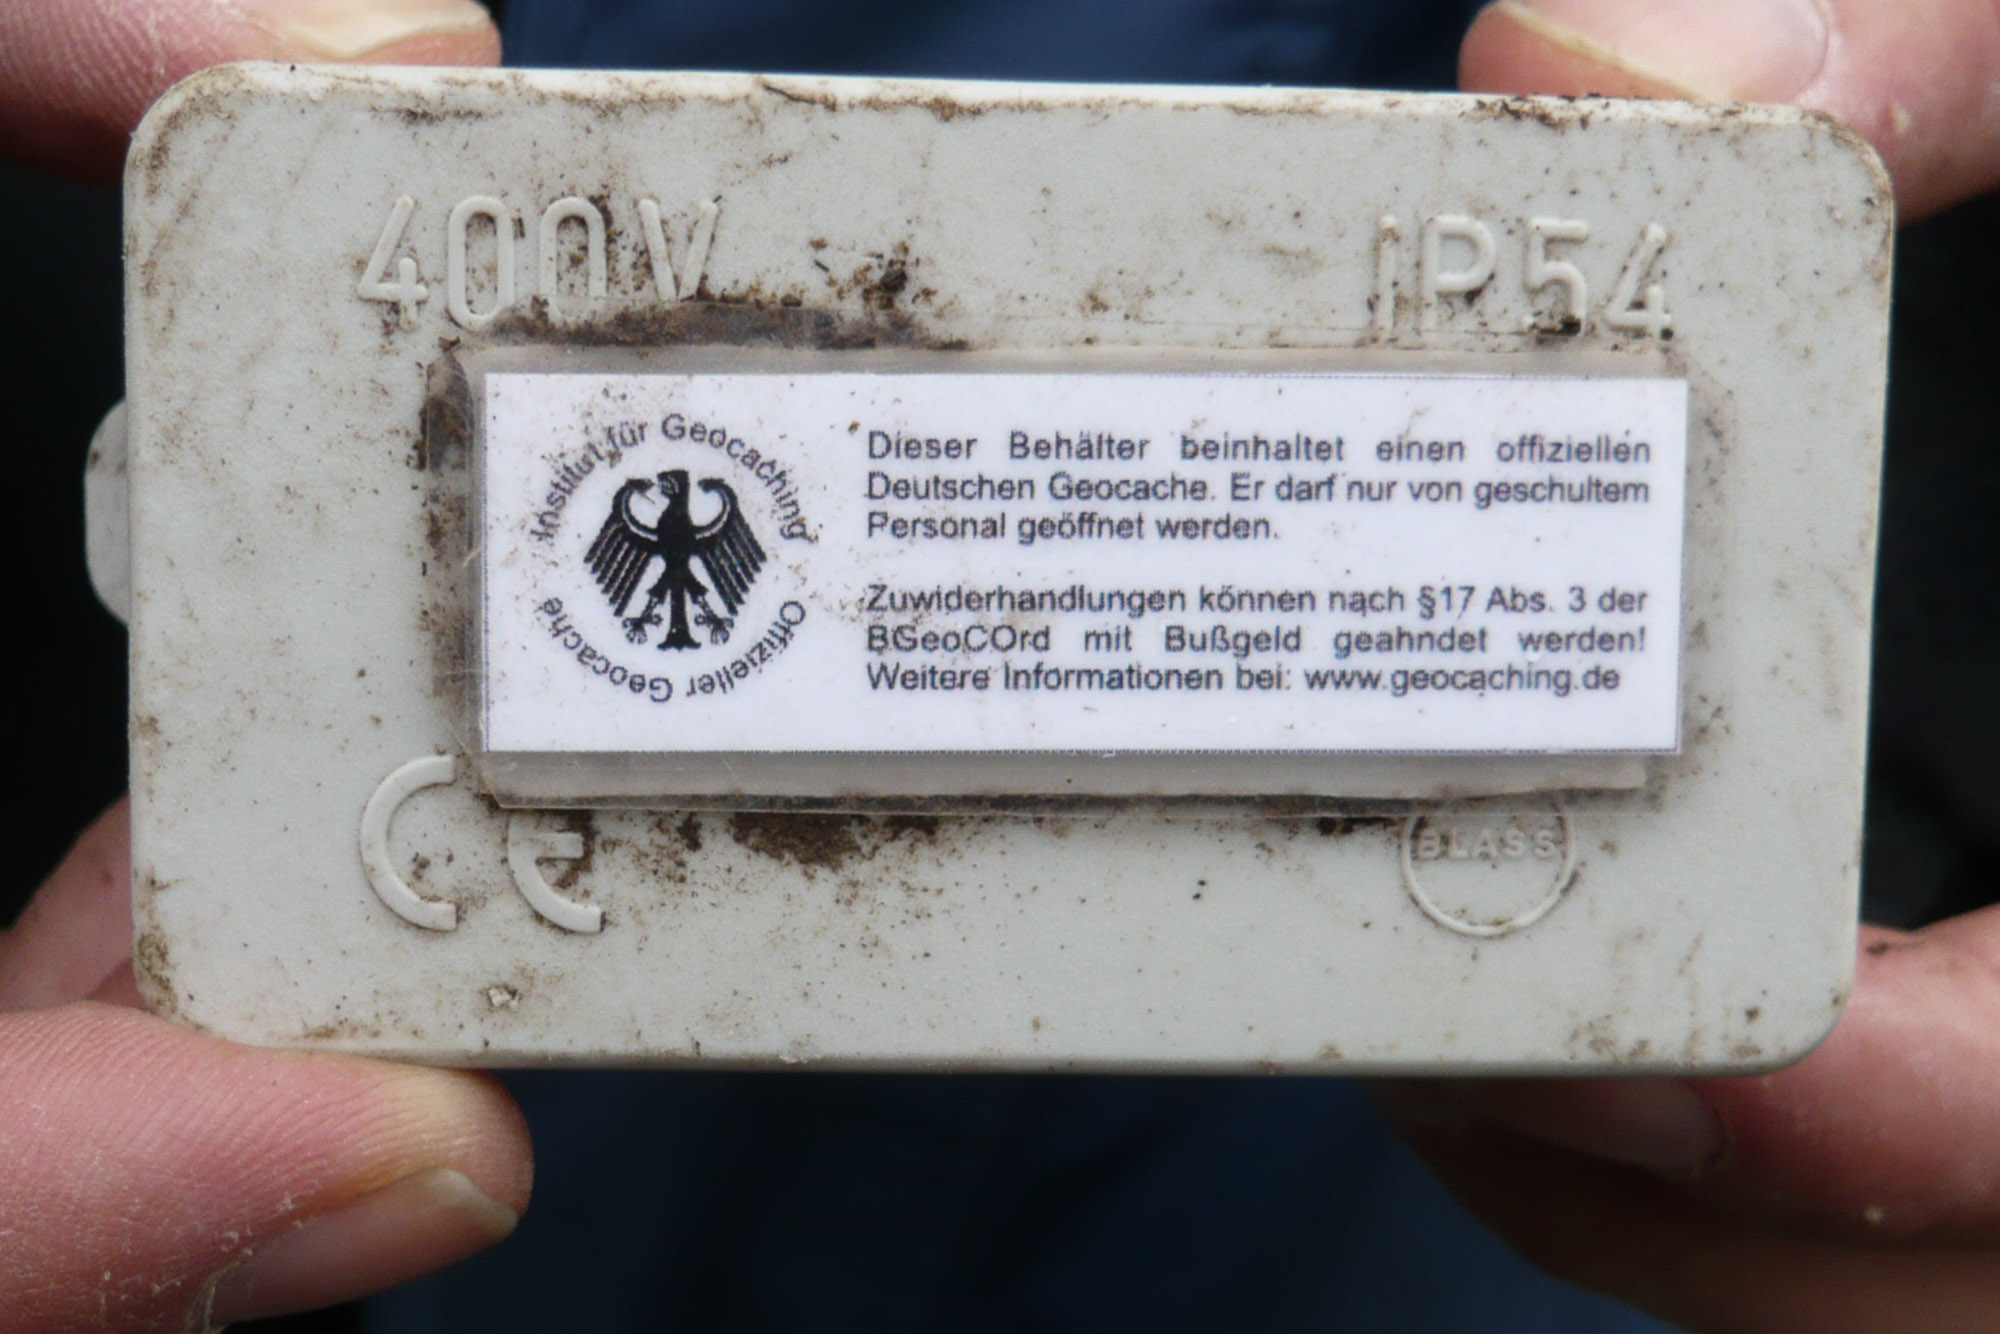 400V
IP54
Institut für Geocaching
Offizieller Geocache
Dieser Behälter beinhaltet einen offiziellen
Deutschen Geocache. Er darf nur von geschultem
Personal geöffnet werden.
Zuwiderhandlungen können nach §17 Abs. 3 der
BGeoCOrd mit Bußgeld geahndet werden!
Weitere Informationen bei: www.geocaching.de
CE
BLASS